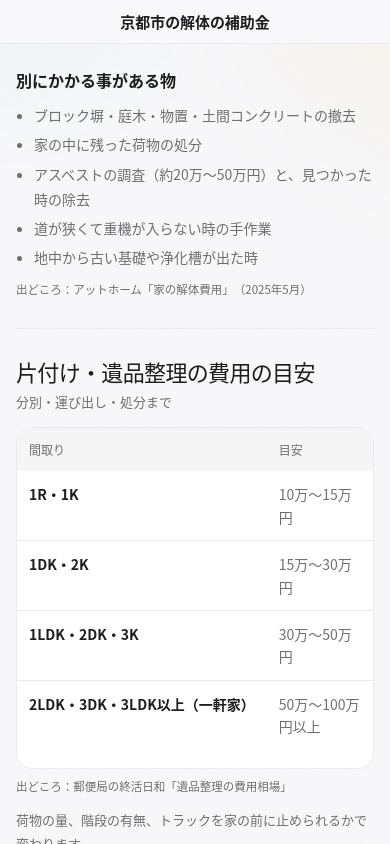 京都市の解体の補助金
別にかかる事がある物
• ブロック塀・庭木・物置・土間コンクリートの撤去
• 家の中に残った荷物の処分
• アスベストの調査（約20万〜50万円）と、見つかった
時の除去
• 道が狭くて重機が入らない時の手作業
• 地中から古い基礎や浄化槽が出た時
出どころ：アットホーム「家の解体費用」（2025年5月）
片付け・遺品整理の費用の目安
分別・運び出し・処分まで
間取り 目安
1R・1K 10万〜15万
円
1DK・2K 15万〜30万
円
1LDK・2DK・3K 30万〜50万
円
2LDK・3DK・3LDK以上（一軒家） 50万〜100万
円以上
出どころ：郵便局の終活日和「遺品整理の費用相場」
荷物の量、階段の有無、トラックを家の前に止められるかで
変わります